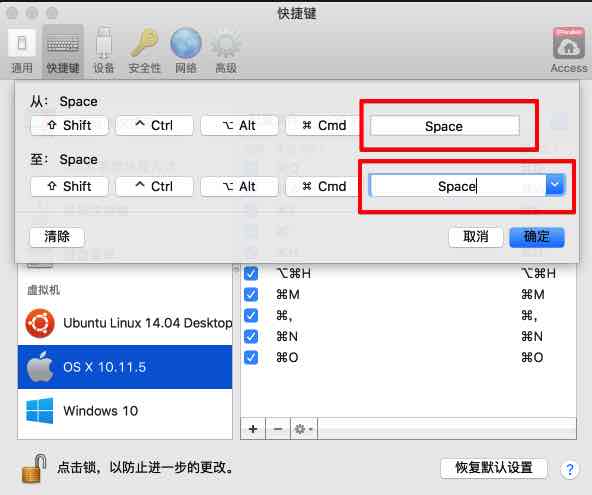 快捷键
通用 快捷键 设备 安全性 网络 高级 Access
从： Space
⇧ Shift ^ Ctrl ⌥ Alt ⌘ Cmd Space
至： Space
⇧ Shift ^ Ctrl ⌥ Alt ⌘ Cmd Space
清除 取消 确定
⌥⌘H ⌥⌘H
虚拟机
⌘M ⌘M
Ubuntu Linux 14.04 Desktop ⌘, ⌘,
⌘N ⌘N
OS X 10.11.5 ⌘O ⌘O
Windows 10
+ −
点击锁，以防止进一步的更改。 恢复默认设置 ?